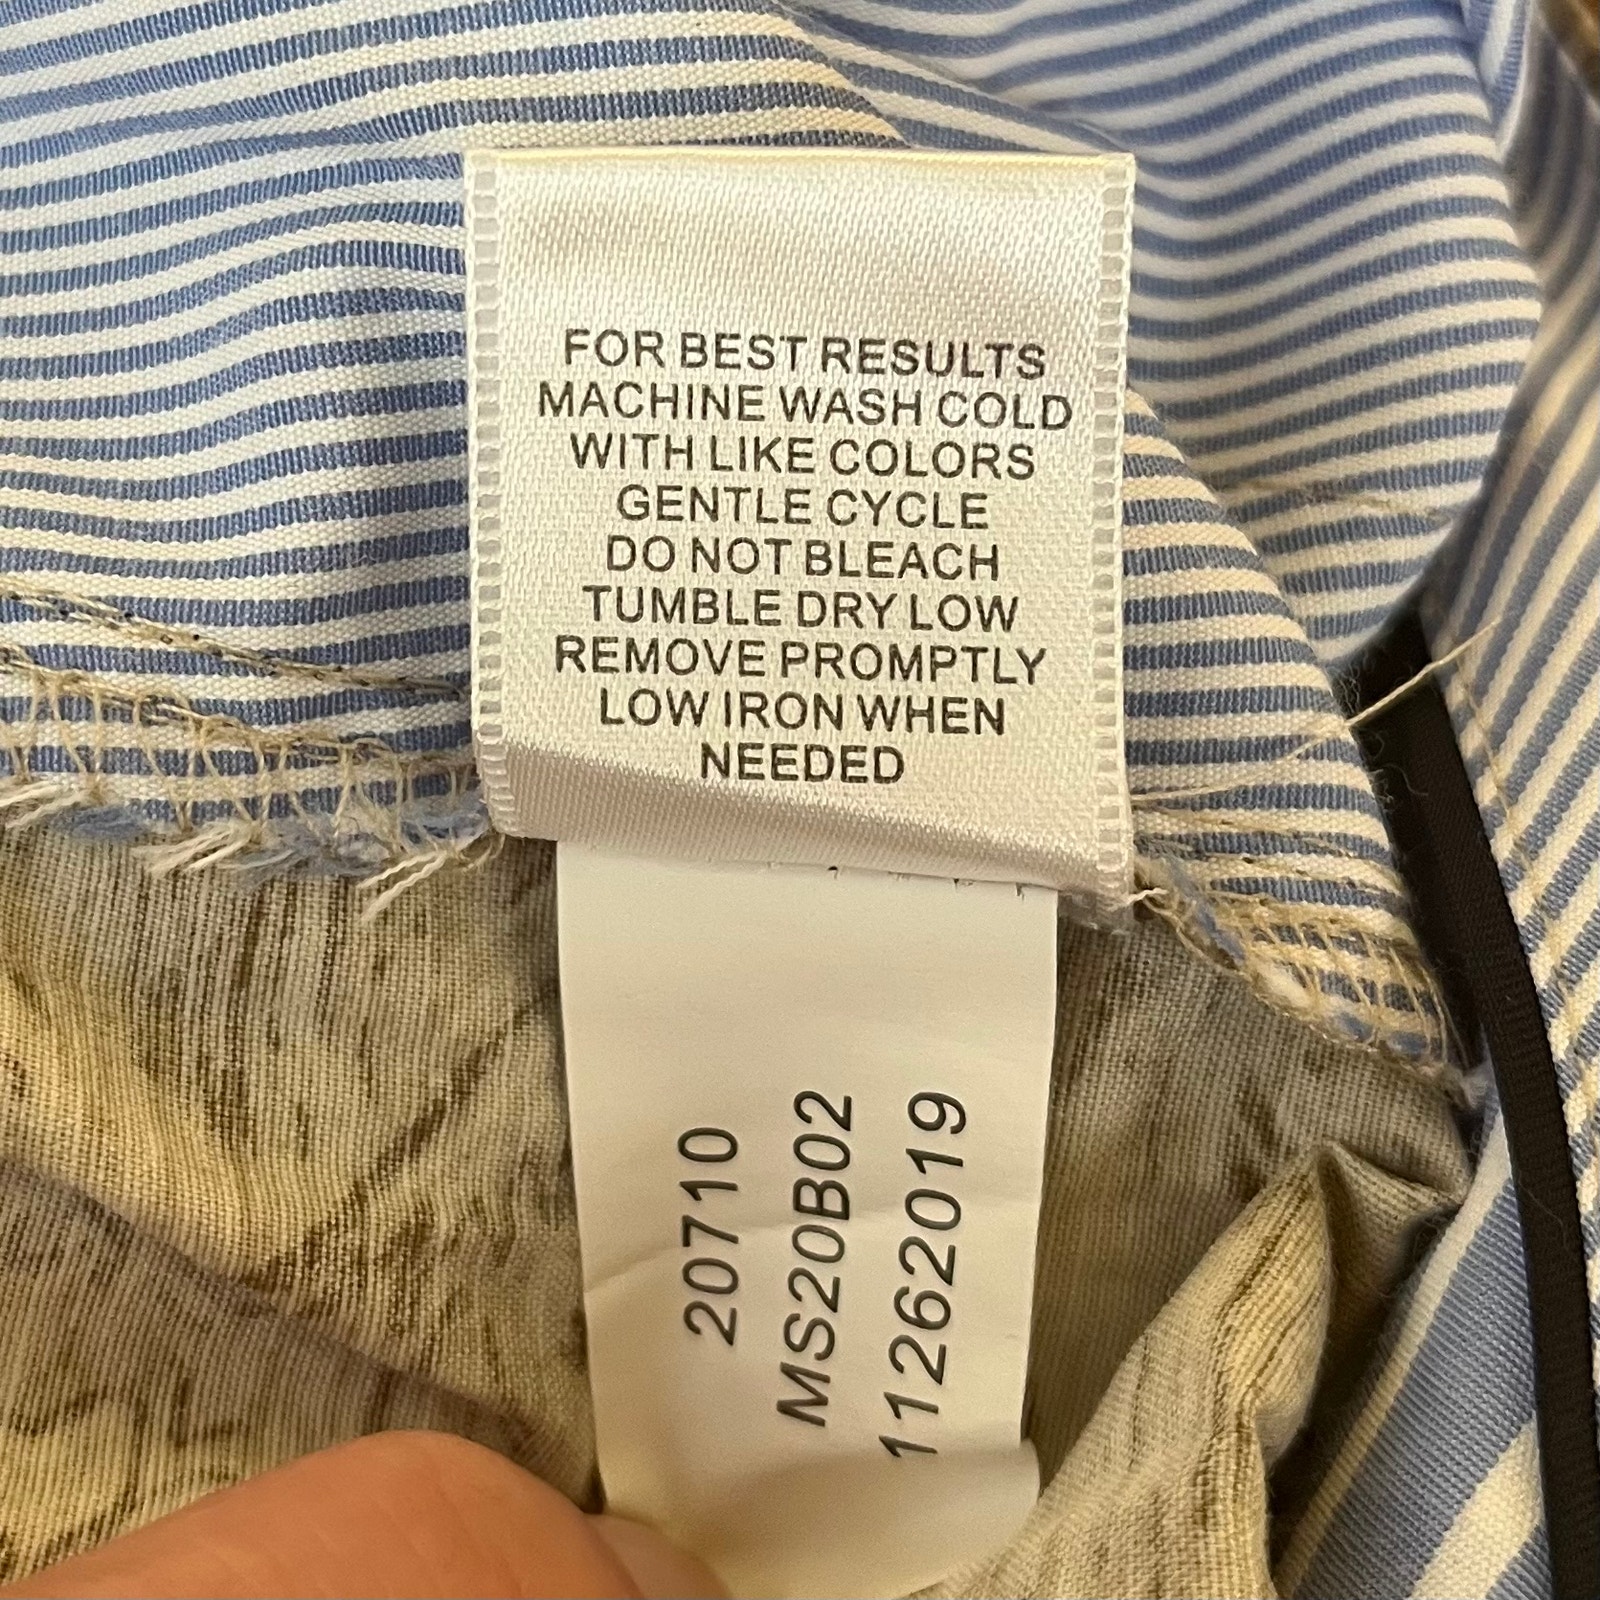 FOR BEST RESULTS
MACHINE WASH COLD
WITH LIKE COLORS
GENTLE CYCLE
DO NOT BLEACH
TUMBLE DRY LOW
REMOVE PROMPTLY
LOW IRON WHEN
NEEDED
20710
MS20B02
11262019